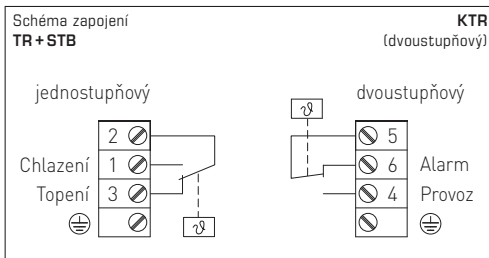 Schéma zapojení
TR + STB
KTR
(dvoustupňový)
jednostupňový
2
Chlazení 1
Topení 3
ϑ
dvoustupňový
ϑ
5
6 Alarm
4 Provoz